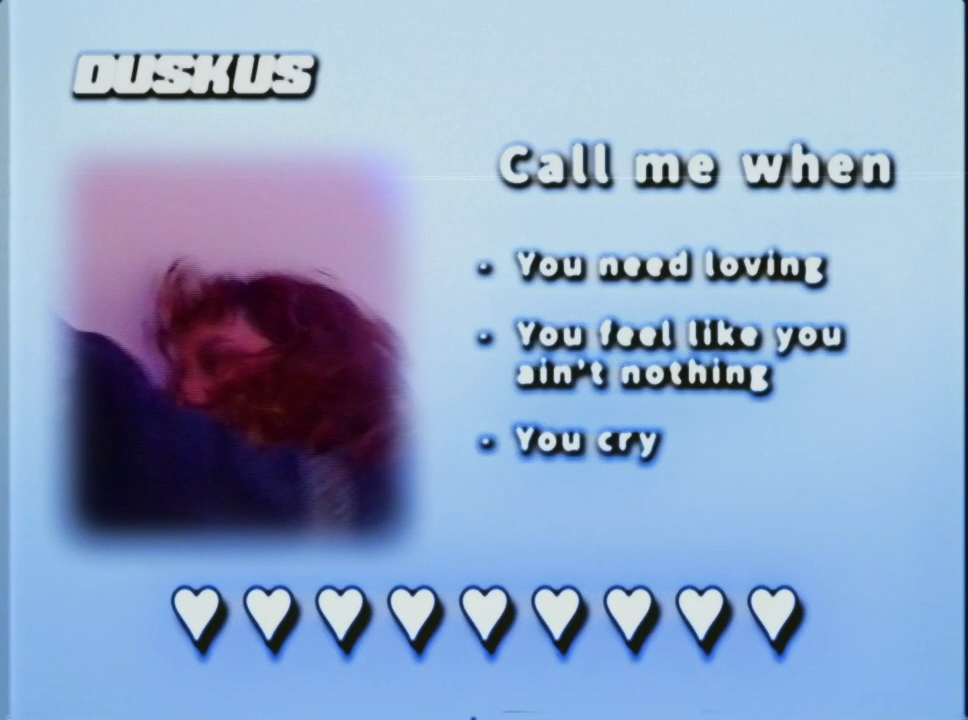 DUSKUS
Call me when
• You need loving
• You feel like you
ain't nothing
• You cry